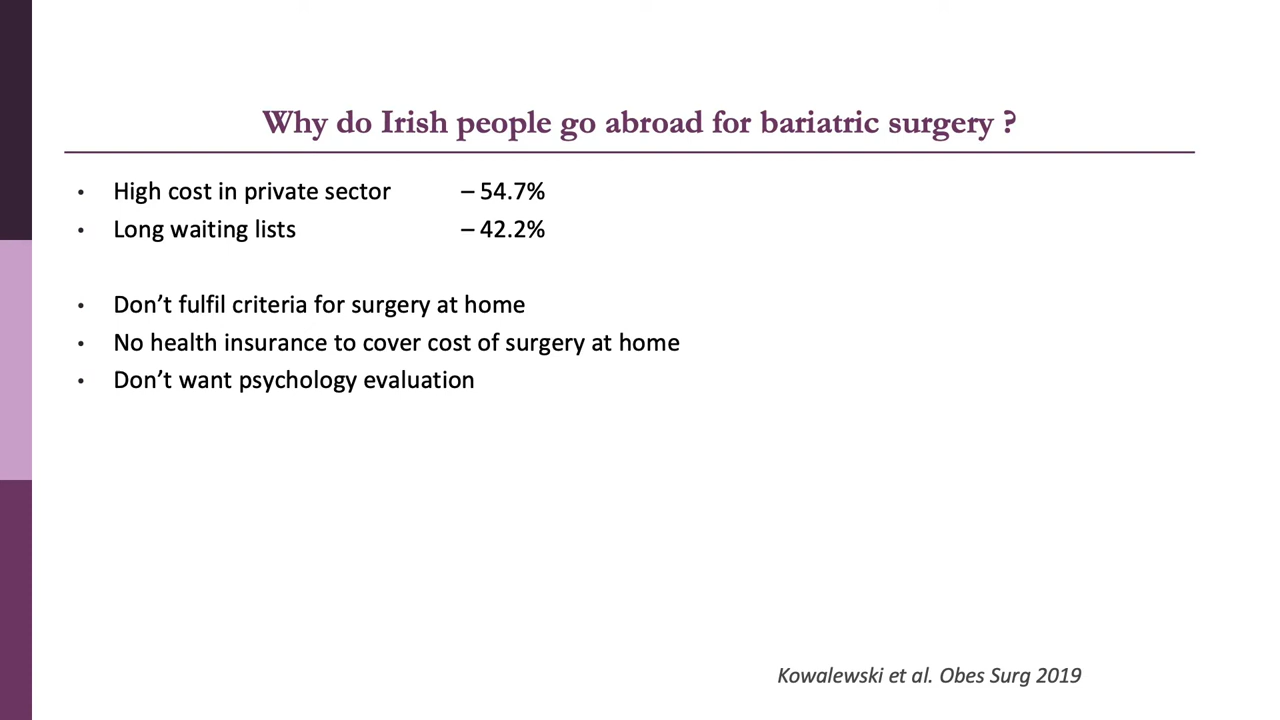 Why do Irish people go abroad for bariatric surgery ?
• High cost in private sector – 54.7%
• Long waiting lists – 42.2%
• Don’t fulfil criteria for surgery at home
• No health insurance to cover cost of surgery at home
• Don’t want psychology evaluation
Kowalewski et al. Obes Surg 2019